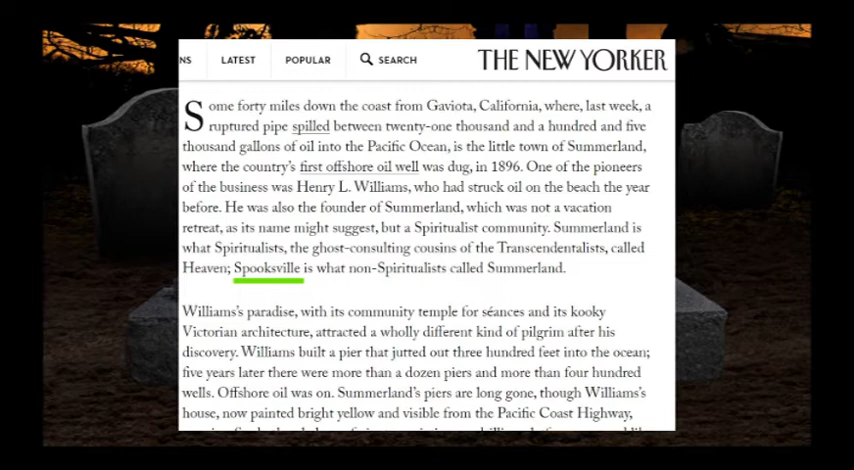 NS LATEST POPULAR SEARCH THE NEW YORKER
Some forty miles down the coast from Gaviota, California, where, last week, a
ruptured pipe spilled between twenty-one thousand and a hundred and five
thousand gallons of oil into the Pacific Ocean, is the little town of Summerland,
where the country's first offshore oil well was dug, in 1896. One of the pioneers
of the business was Henry L. Williams, who had struck oil on the beach the year
before. He was also the founder of Summerland, which was not a vacation
retreat, as its name might suggest, but a Spiritualist community. Summerland is
what Spiritualists, the ghost-consulting cousins of the Transcendentalists, called
Heaven; Spooksville is what non-Spiritualists called Summerland.
Williams's paradise, with its community temple for séances and its kooky
Victorian architecture, attracted a wholly different kind of pilgrim after his
discovery. Williams built a pier that jutted out three hundred feet into the ocean;
five years later there were more than a dozen piers and more than four hundred
wells. Offshore oil was on. Summerland's piers are long gone, though Williams's
house, now painted bright yellow and visible from the Pacific Coast Highway,